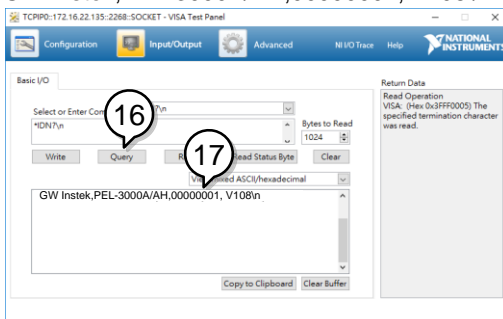 TCPIP0::172.16.22.135::2268::SOCKET - VISA Test Panel
Configuration
Input/Output
Advanced
NI I/O Trace
Help
NATIONAL
INSTRUMENTS
Basic I/O
Select or Enter Com
?\n
16
*IDN?\n
Bytes to Read
1024
Write
Query
17
Read Status Byte
Clear
ASCII/hexadecimal
GW Instek,PEL-3000A/AH,00000001, V108\n
Copy to Clipboard
Clear Buffer
Return Data
Read Operation
VISA: (Hex 0x3FFF0005) The
specified termination character
was read.